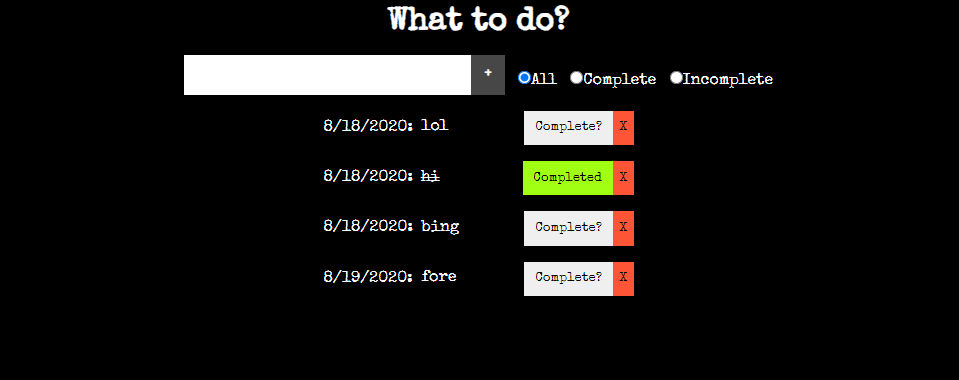 What to do?
+ All Complete Incomplete
8/18/2020: lol Complete? X
8/18/2020: hi Completed X
8/18/2020: bing Complete? X
8/19/2020: fore Complete? X